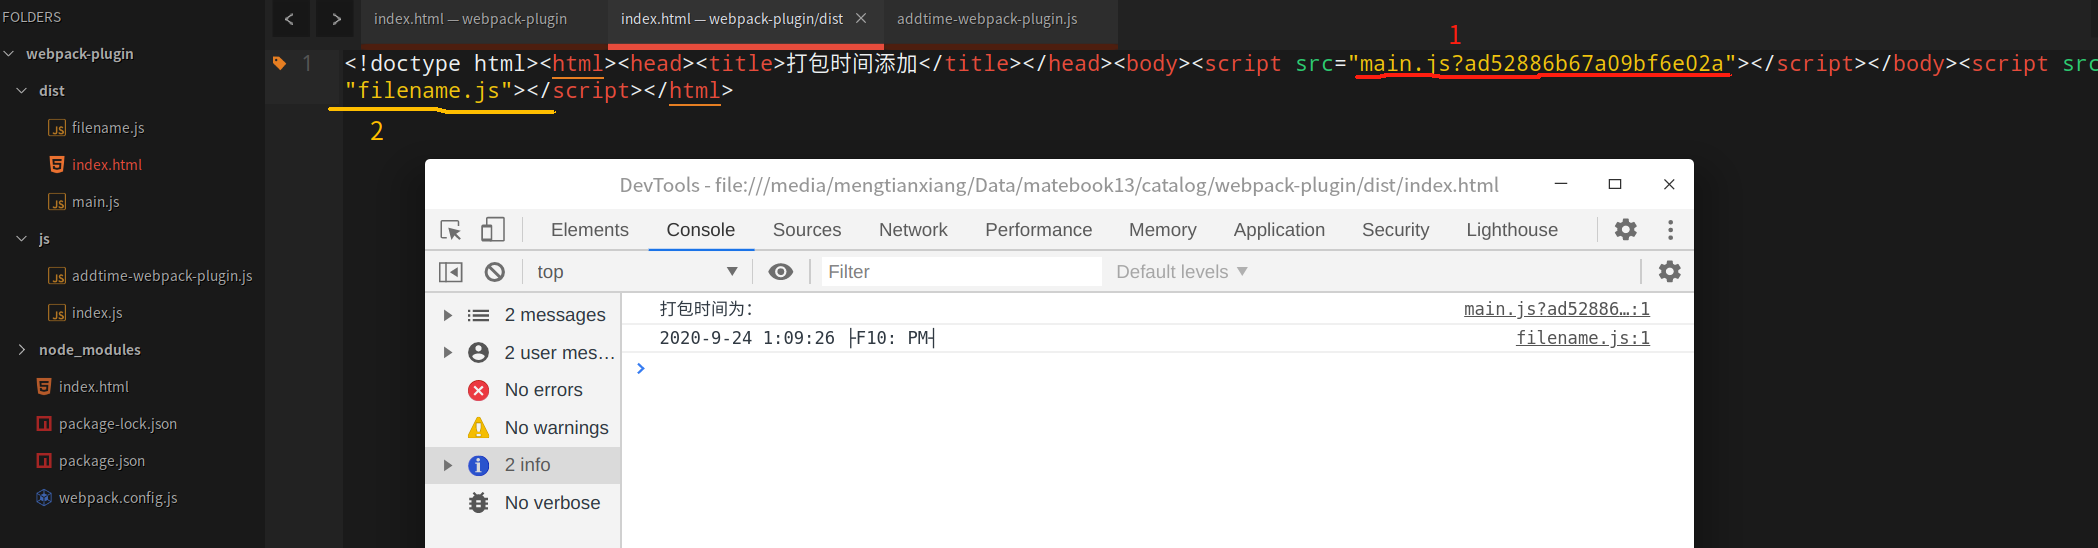 FOLDERS
webpack-plugin
dist
filename.js
index.html
main.js
js
addtime-webpack-plugin.js
index.js
node_modules
index.html
package-lock.json
package.json
webpack.config.js
index.html — webpack-plugin
index.html — webpack-plugin/dist
addtime-webpack-plugin.js
1
1 <!doctype html><html><head><title>打包时间添加</title></head><body><script src="main.js?ad52886b67a09bf6e02a"></script></body><script src
"filename.js"></script></html>
2
DevTools - file:///media/mengtianxiang/Data/matebook13/catalog/webpack-plugin/dist/index.html
Elements Console Sources Network Performance Memory Application Security Lighthouse
top Filter Default levels
2 messages
2 user mes…
No errors
No warnings
2 info
No verbose
打包时间为: main.js?ad52886…:1
2020-9-24 1:09:26 ├F10: PM┤ filename.js:1